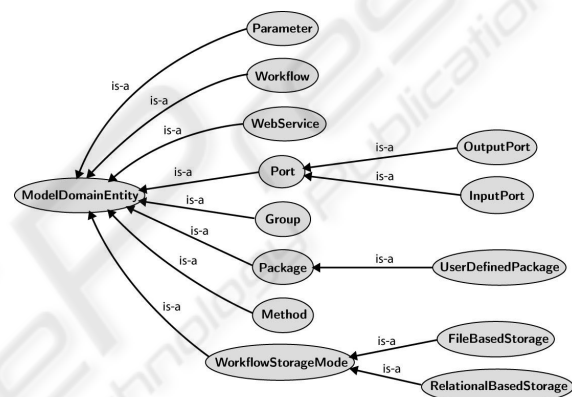 Parameter
is-a
Workflow
is-a
WebService
is-a
OutputPort
is-a
Port
is-a
is-a
InputPort
ModelDomainEntity
Group
is-a
Package
is-a
is-a
UserDefinedPackage
Method
is-a
is-a
FileBasedStorage
is-a
WorkflowStorageMode
is-a
RelationalBasedStorage